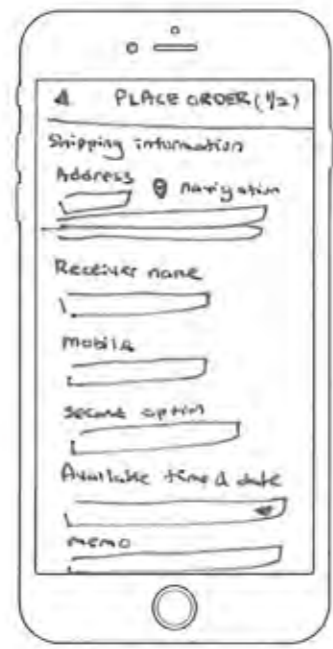 PLACE ORDER (1/2)
Shipping information
Address
navigation
Receiver name
mobile
second option
Available time & date
memo